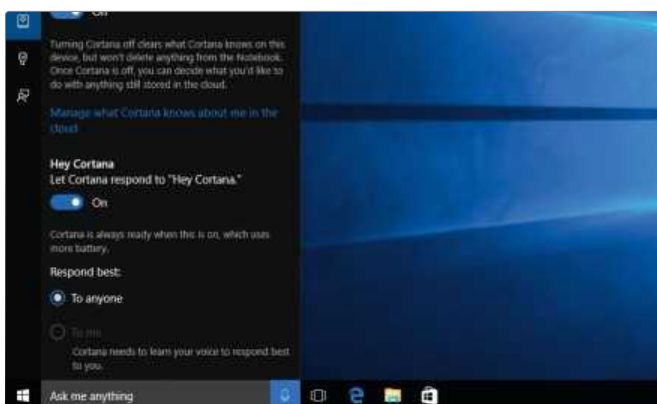 On
Turning Cortana off clears what Cortana knows on this
device, but won't delete anything from the Notebook.
Once Cortana is off, you can decide what you'd like to
do with anything still stored in the cloud.
Manage what Cortana knows about me in the
cloud
Hey Cortana
Let Cortana respond to "Hey Cortana."
On
Cortana is always ready when this is on, which uses
more battery.
Respond best:
To anyone
To me
Cortana needs to learn your voice to respond best
to you.
Ask me anything